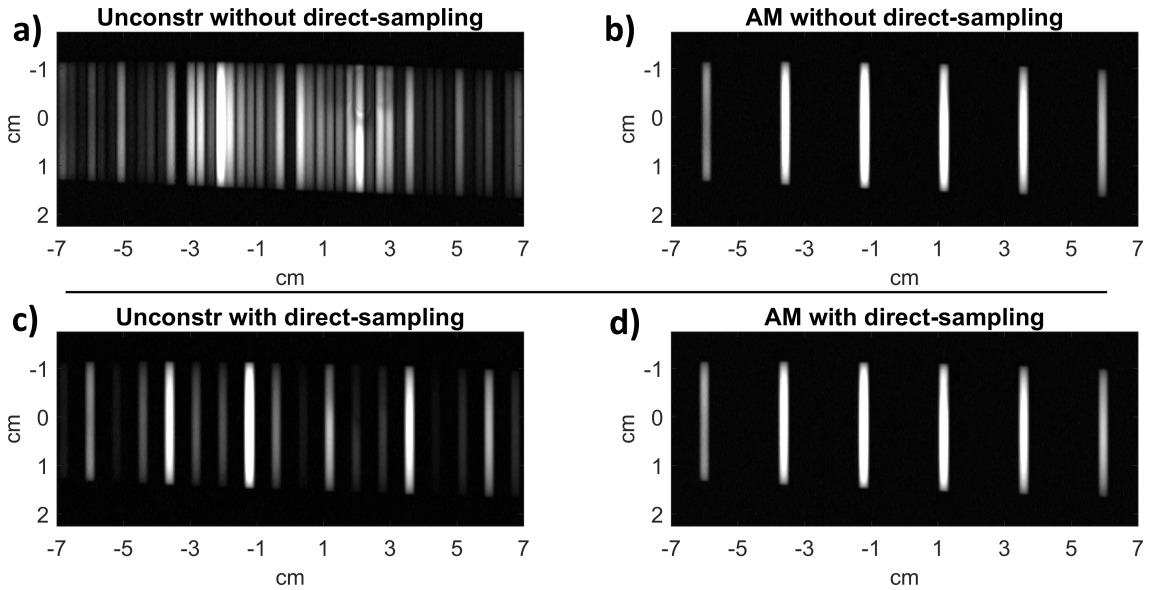 a)
Unconstr without direct-sampling
-1
0
1
2
cm
-7 -5 -3 -1 1 3 5 7
cm
b)
AM without direct-sampling
-1
0
1
2
cm
-7 -5 -3 -1 1 3 5 7
cm
c)
Unconstr with direct-sampling
-1
0
1
2
cm
-7 -5 -3 -1 1 3 5 7
cm
d)
AM with direct-sampling
-1
0
1
2
cm
-7 -5 -3 -1 1 3 5 7
cm